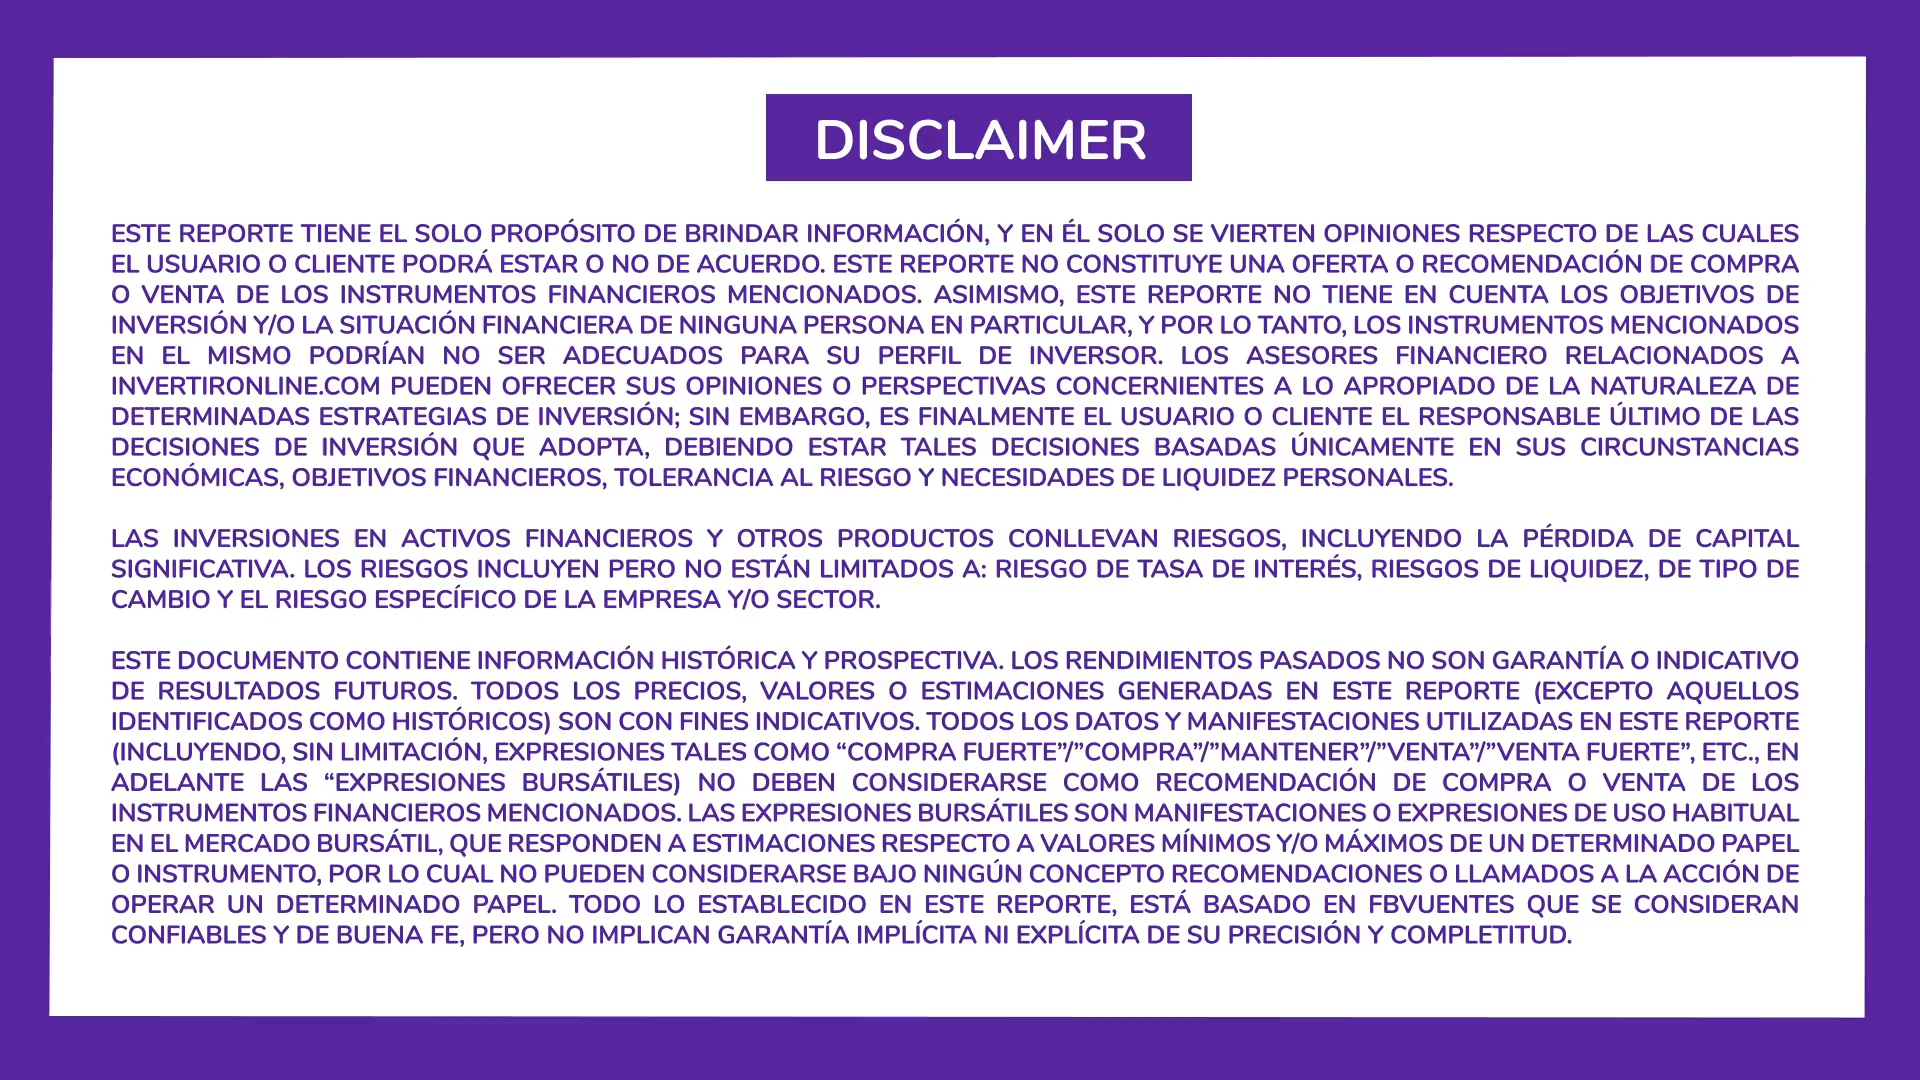 DISCLAIMER
ESTE REPORTE TIENE EL SOLO PROPÓSITO DE BRINDAR INFORMACIÓN, Y EN ÉL SOLO SE VIERTEN OPINIONES RESPECTO DE LAS CUALES
EL USUARIO O CLIENTE PODRÁ ESTAR O NO DE ACUERDO. ESTE REPORTE NO CONSTITUYE UNA OFERTA O RECOMENDACIÓN DE COMPRA
O VENTA DE LOS INSTRUMENTOS FINANCIEROS MENCIONADOS. ASIMISMO, ESTE REPORTE NO TIENE EN CUENTA LOS OBJETIVOS DE
INVERSIÓN Y/O LA SITUACIÓN FINANCIERA DE NINGUNA PERSONA EN PARTICULAR, Y POR LO TANTO, LOS INSTRUMENTOS MENCIONADOS
EN EL MISMO PODRÍAN NO SER ADECUADOS PARA SU PERFIL DE INVERSOR. LOS ASESORES FINANCIERO RELACIONADOS A
INVERTIRONLINE.COM PUEDEN OFRECER SUS OPINIONES O PERSPECTIVAS CONCERNIENTES A LO APROPIADO DE LA NATURALEZA DE
DETERMINADAS ESTRATEGIAS DE INVERSIÓN; SIN EMBARGO, ES FINALMENTE EL USUARIO O CLIENTE EL RESPONSABLE ÚLTIMO DE LAS
DECISIONES DE INVERSIÓN QUE ADOPTA, DEBIENDO ESTAR TALES DECISIONES BASADAS ÚNICAMENTE EN SUS CIRCUNSTANCIAS
ECONÓMICAS, OBJETIVOS FINANCIEROS, TOLERANCIA AL RIESGO Y NECESIDADES DE LIQUIDEZ PERSONALES.
LAS INVERSIONES EN ACTIVOS FINANCIEROS Y OTROS PRODUCTOS CONLLEVAN RIESGOS, INCLUYENDO LA PÉRDIDA DE CAPITAL
SIGNIFICATIVA. LOS RIESGOS INCLUYEN PERO NO ESTÁN LIMITADOS A: RIESGO DE TASA DE INTERÉS, RIESGOS DE LIQUIDEZ, DE TIPO DE
CAMBIO Y EL RIESGO ESPECÍFICO DE LA EMPRESA Y/O SECTOR.
ESTE DOCUMENTO CONTIENE INFORMACIÓN HISTÓRICA Y PROSPECTIVA. LOS RENDIMIENTOS PASADOS NO SON GARANTÍA O INDICATIVO
DE RESULTADOS FUTUROS. TODOS LOS PRECIOS, VALORES O ESTIMACIONES GENERADAS EN ESTE REPORTE (EXCEPTO AQUELLOS
IDENTIFICADOS COMO HISTÓRICOS) SON CON FINES INDICATIVOS. TODOS LOS DATOS Y MANIFESTACIONES UTILIZADAS EN ESTE REPORTE
(INCLUYENDO, SIN LIMITACIÓN, EXPRESIONES TALES COMO “COMPRA FUERTE”/”COMPRA”/”MANTENER”/”VENTA”/”VENTA FUERTE”, ETC., EN
ADELANTE LAS “EXPRESIONES BURSÁTILES) NO DEBEN CONSIDERARSE COMO RECOMENDACIÓN DE COMPRA O VENTA DE LOS
INSTRUMENTOS FINANCIEROS MENCIONADOS. LAS EXPRESIONES BURSÁTILES SON MANIFESTACIONES O EXPRESIONES DE USO HABITUAL
EN EL MERCADO BURSÁTIL, QUE RESPONDEN A ESTIMACIONES RESPECTO A VALORES MÍNIMOS Y/O MÁXIMOS DE UN DETERMINADO PAPEL
O INSTRUMENTO, POR LO CUAL NO PUEDEN CONSIDERARSE BAJO NINGÚN CONCEPTO RECOMENDACIONES O LLAMADOS A LA ACCIÓN DE
OPERAR UN DETERMINADO PAPEL. TODO LO ESTABLECIDO EN ESTE REPORTE, ESTÁ BASADO EN FBVUENTES QUE SE CONSIDERAN
CONFIABLES Y DE BUENA FE, PERO NO IMPLICAN GARANTÍA IMPLÍCITA NI EXPLÍCITA DE SU PRECISIÓN Y COMPLETITUD.